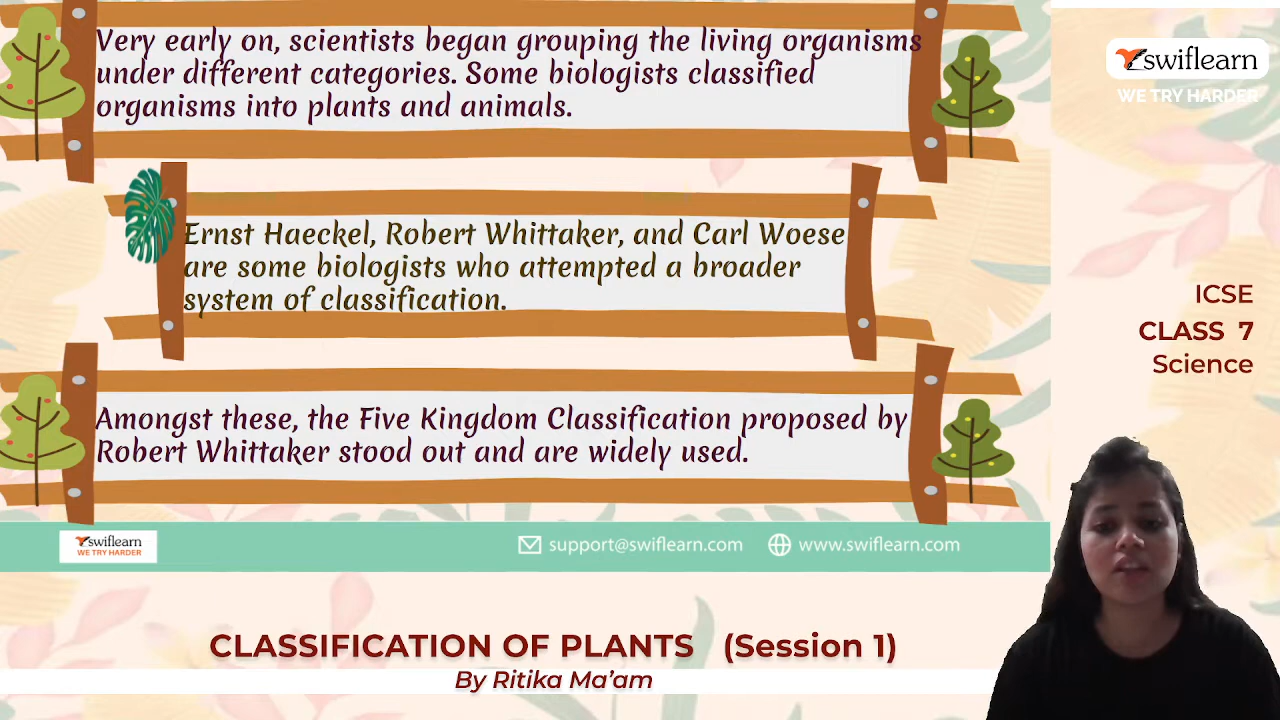 Very early on, scientists began grouping the living organisms
under different categories. Some biologists classified
organisms into plants and animals.
swiflearn
WE TRY HARDER
Ernst Haeckel, Robert Whittaker, and Carl Woese
are some biologists who attempted a broader
system of classification.
ICSE
CLASS 7
Science
Amongst these, the Five Kingdom Classification proposed by
Robert Whittaker stood out and are widely used.
swiflearn
WE TRY HARDER
support@swiflearn.com
www.swiflearn.com
CLASSIFICATION OF PLANTS (Session 1)
By Ritika Ma'am